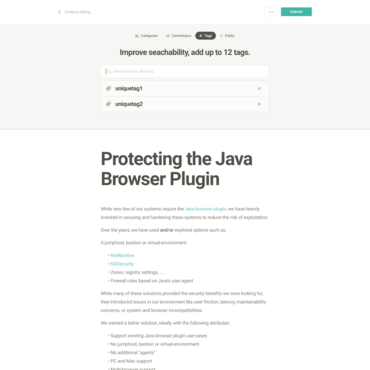 Continue Editing
Publish
Categories
Contributors
Tags
Folder
Improve seachability, add up to 12 tags.
uniquetag1
uniquetag2
Protecting the Java
Browser Plugin
While very few of our systems require the Java browser plugin, we have heavily
invested in securing and hardening these systems to reduce the risk of exploitation.
Over the years, we have used and/or explored options such as:
A jumphost, bastion or virtual-environment
• NoMachine
• NSSecurity
• Zones, registry settings, ...
• Firewall rules based on Javas user-agent
While many of these solutions provided the security benefits we were looking for,
they introduced issues in our environment like user friction, latency, maintainability
concerns, or system and browser incompatibilities.
We wanted a better solution, ideally with the following attributes:
• Support existing Java browser plugin use-cases
• No jumphost, bastion or virtual-environment
• No additional "agents"
• PC and Mac support
• Multi-browser support